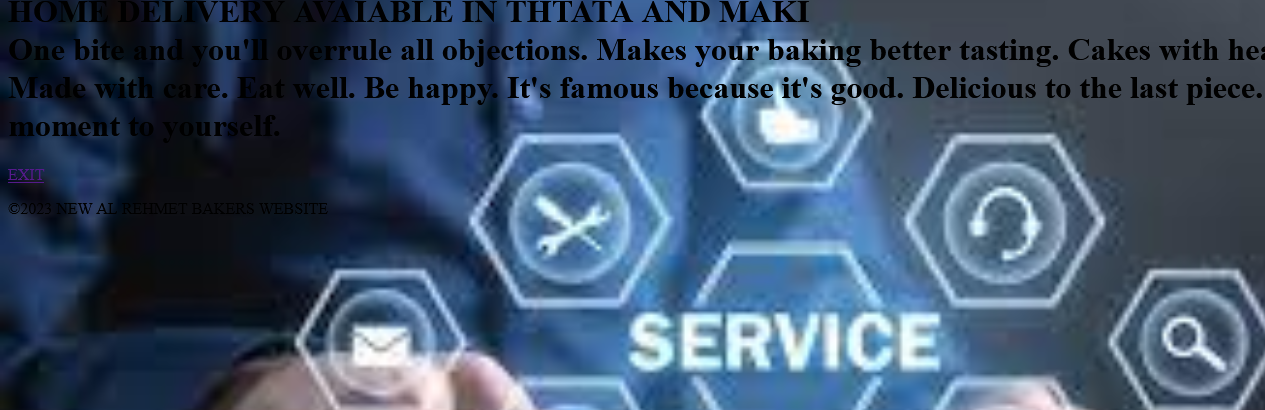 HOME DELIVERY AVAIABLE IN THTATA AND MAKI
One bite and you'll overrule all objections. Makes your baking better tasting. Cakes with
Made with care. Eat well. Be happy. It's famous because it's good. Delicious to the last piece.
moment to yourself.
EXIT
©2023 NEW AL REHMET BAKERS WEBSITE
SERVICE